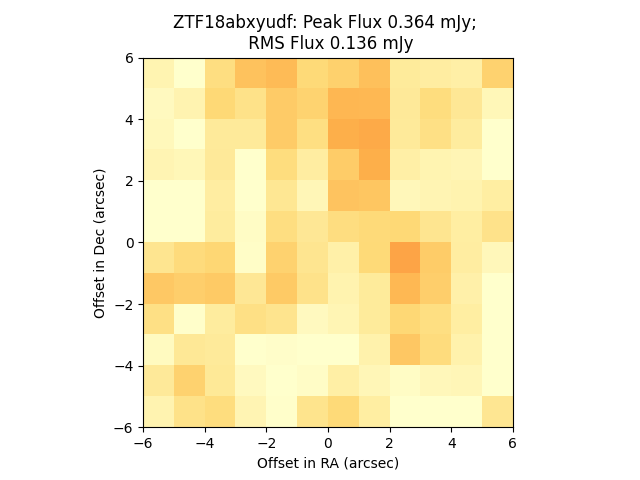 ZTF18abxyudf: Peak Flux 0.364 mJy;
RMS Flux 0.136 mJy
6
4
2
0
−2
−4
−6
Offset in Dec (arcsec)
−6 −4 −2 0 2 4 6
Offset in RA (arcsec)